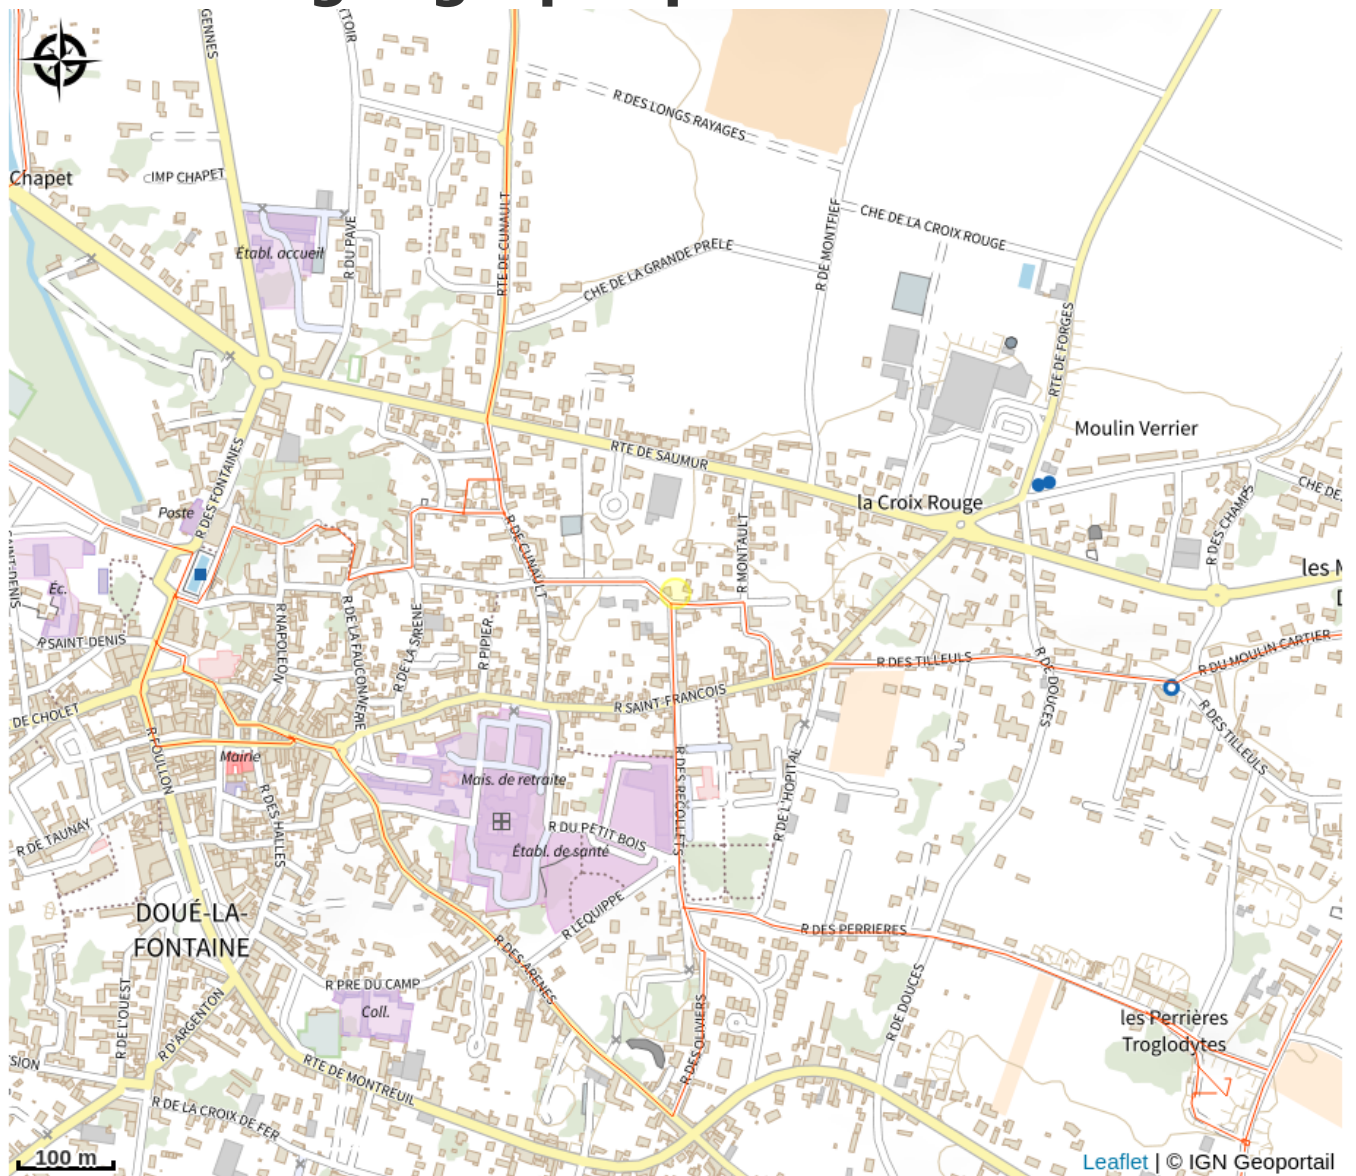 GENNES
TOIR
R DES LONGS RAYAGES
Chapet
IMP CHAPET
CHE DE LA CROIX ROUGE
RTE DE CUNAULT
R DE MONTFIEF
R DU PAVE
Établ. accueil
CHE DE LA GRANDE PRELE
RTE DE FORGES
Moulin Verrier
RTE DE SAUMUR
R DES FONTAINES
la Croix Rouge
CHE DE
R DES CHAMPS
Poste
R DE CUNAULT
R MONTAULT
SAINT-DENIS
Éc.
les M
D
R SAINT-DENIS
R NAPOLEON
R DE LA FAUCONNERIE
R DE LA SIRENE
R PIPIER
R DES TILLEULS
R DU MOULIN CARTIER
R DE DOUCES
R SAINT-FRANCOIS
DE CHOLET
R DES TILLEULS
R FOULLON
Mairie
Mais. de retraite
R DES RECOLLETS
R DE L'HOPITAL
R DES HALLES
R DU PETIT BOIS
R DE TAUNAY
Établ. de santé
DOUÉ-LA-
FONTAINE
R LEQUIPPE
R DES PERRIERES
R DES ARENES
R PRE DU CAMP
R DE DOUCES
Coll.
R DES OLIVIERS
R DE L'OUEST
R D'ARGENTON
les Perrières
Troglodytes
SION
RTE DE MONTREUIL
R DE LA CROIX DE FER
100 m
Leaflet | © IGN Geoportail